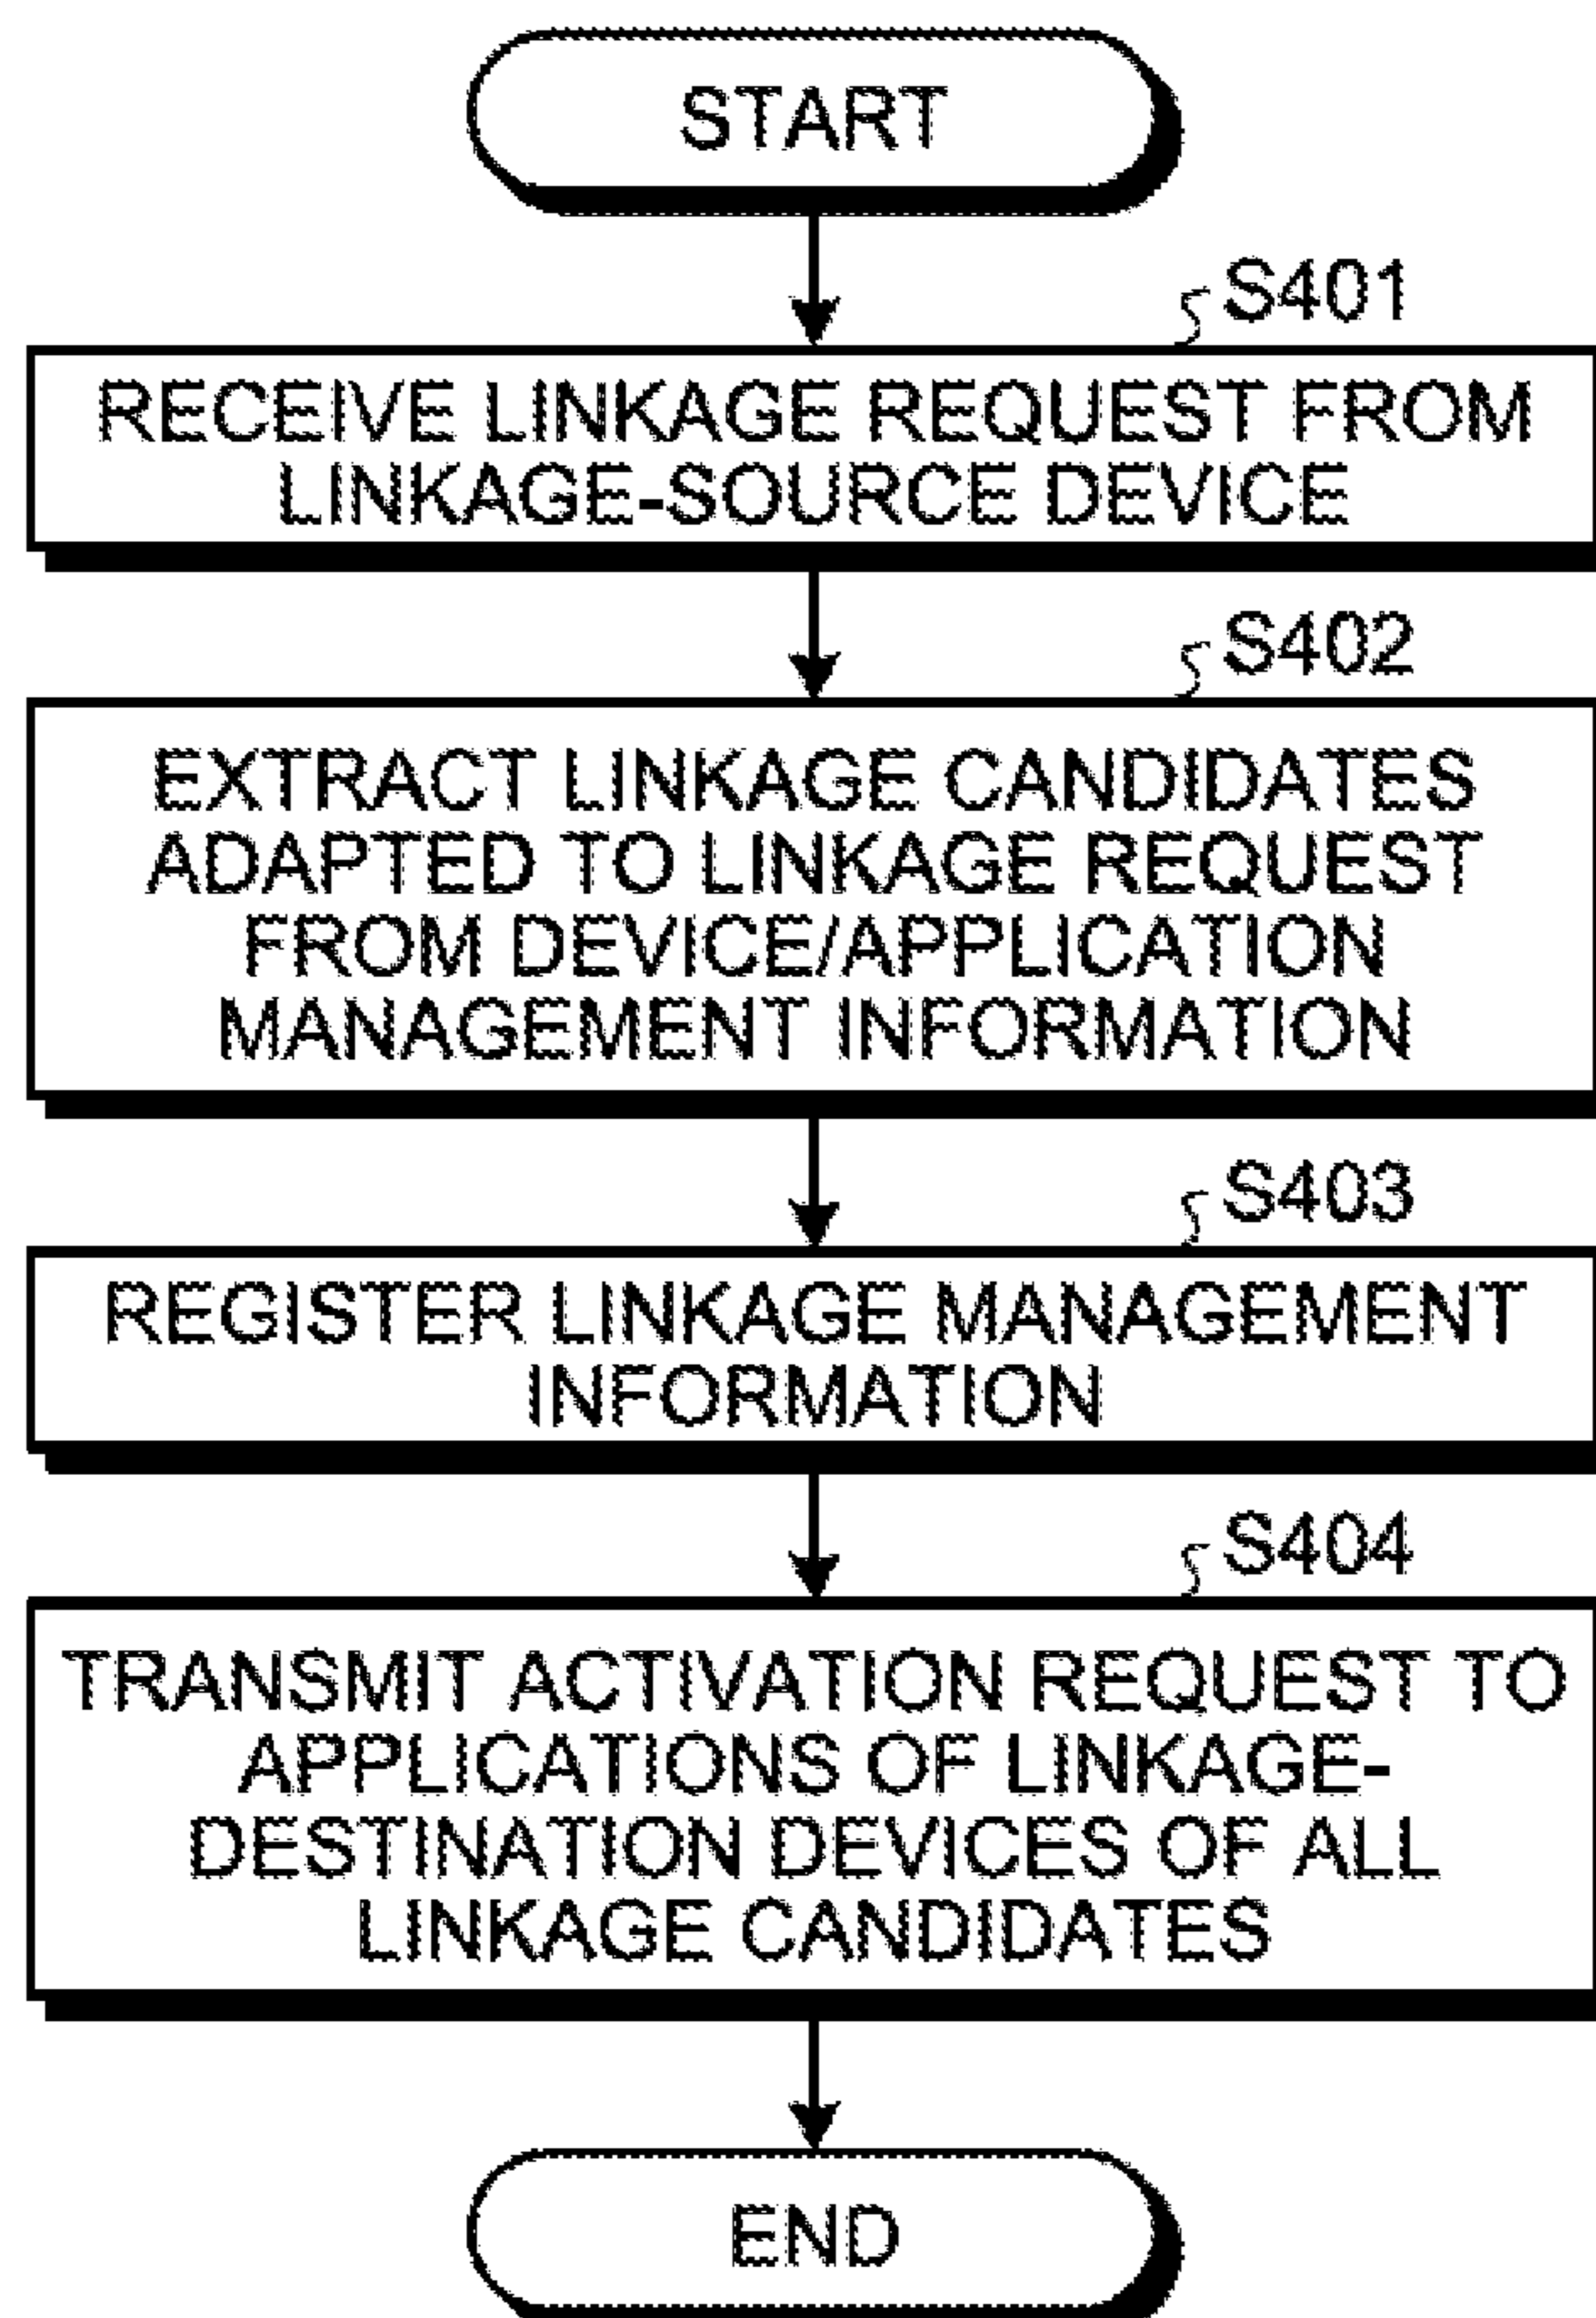 START
S401
RECEIVE LINKAGE REQUEST FROM
LINKAGE-SOURCE DEVICE
S402
EXTRACT LINKAGE CANDIDATES
ADAPTED TO LINKAGE REQUEST
FROM DEVICE/APPLICATION
MANAGEMENT INFORMATION
S403
REGISTER LINKAGE MANAGEMENT
INFORMATION
S404
TRANSMIT ACTIVATION REQUEST TO
APPLICATIONS OF LINKAGE-
DESTINATION DEVICES OF ALL
LINKAGE CANDIDATES
END